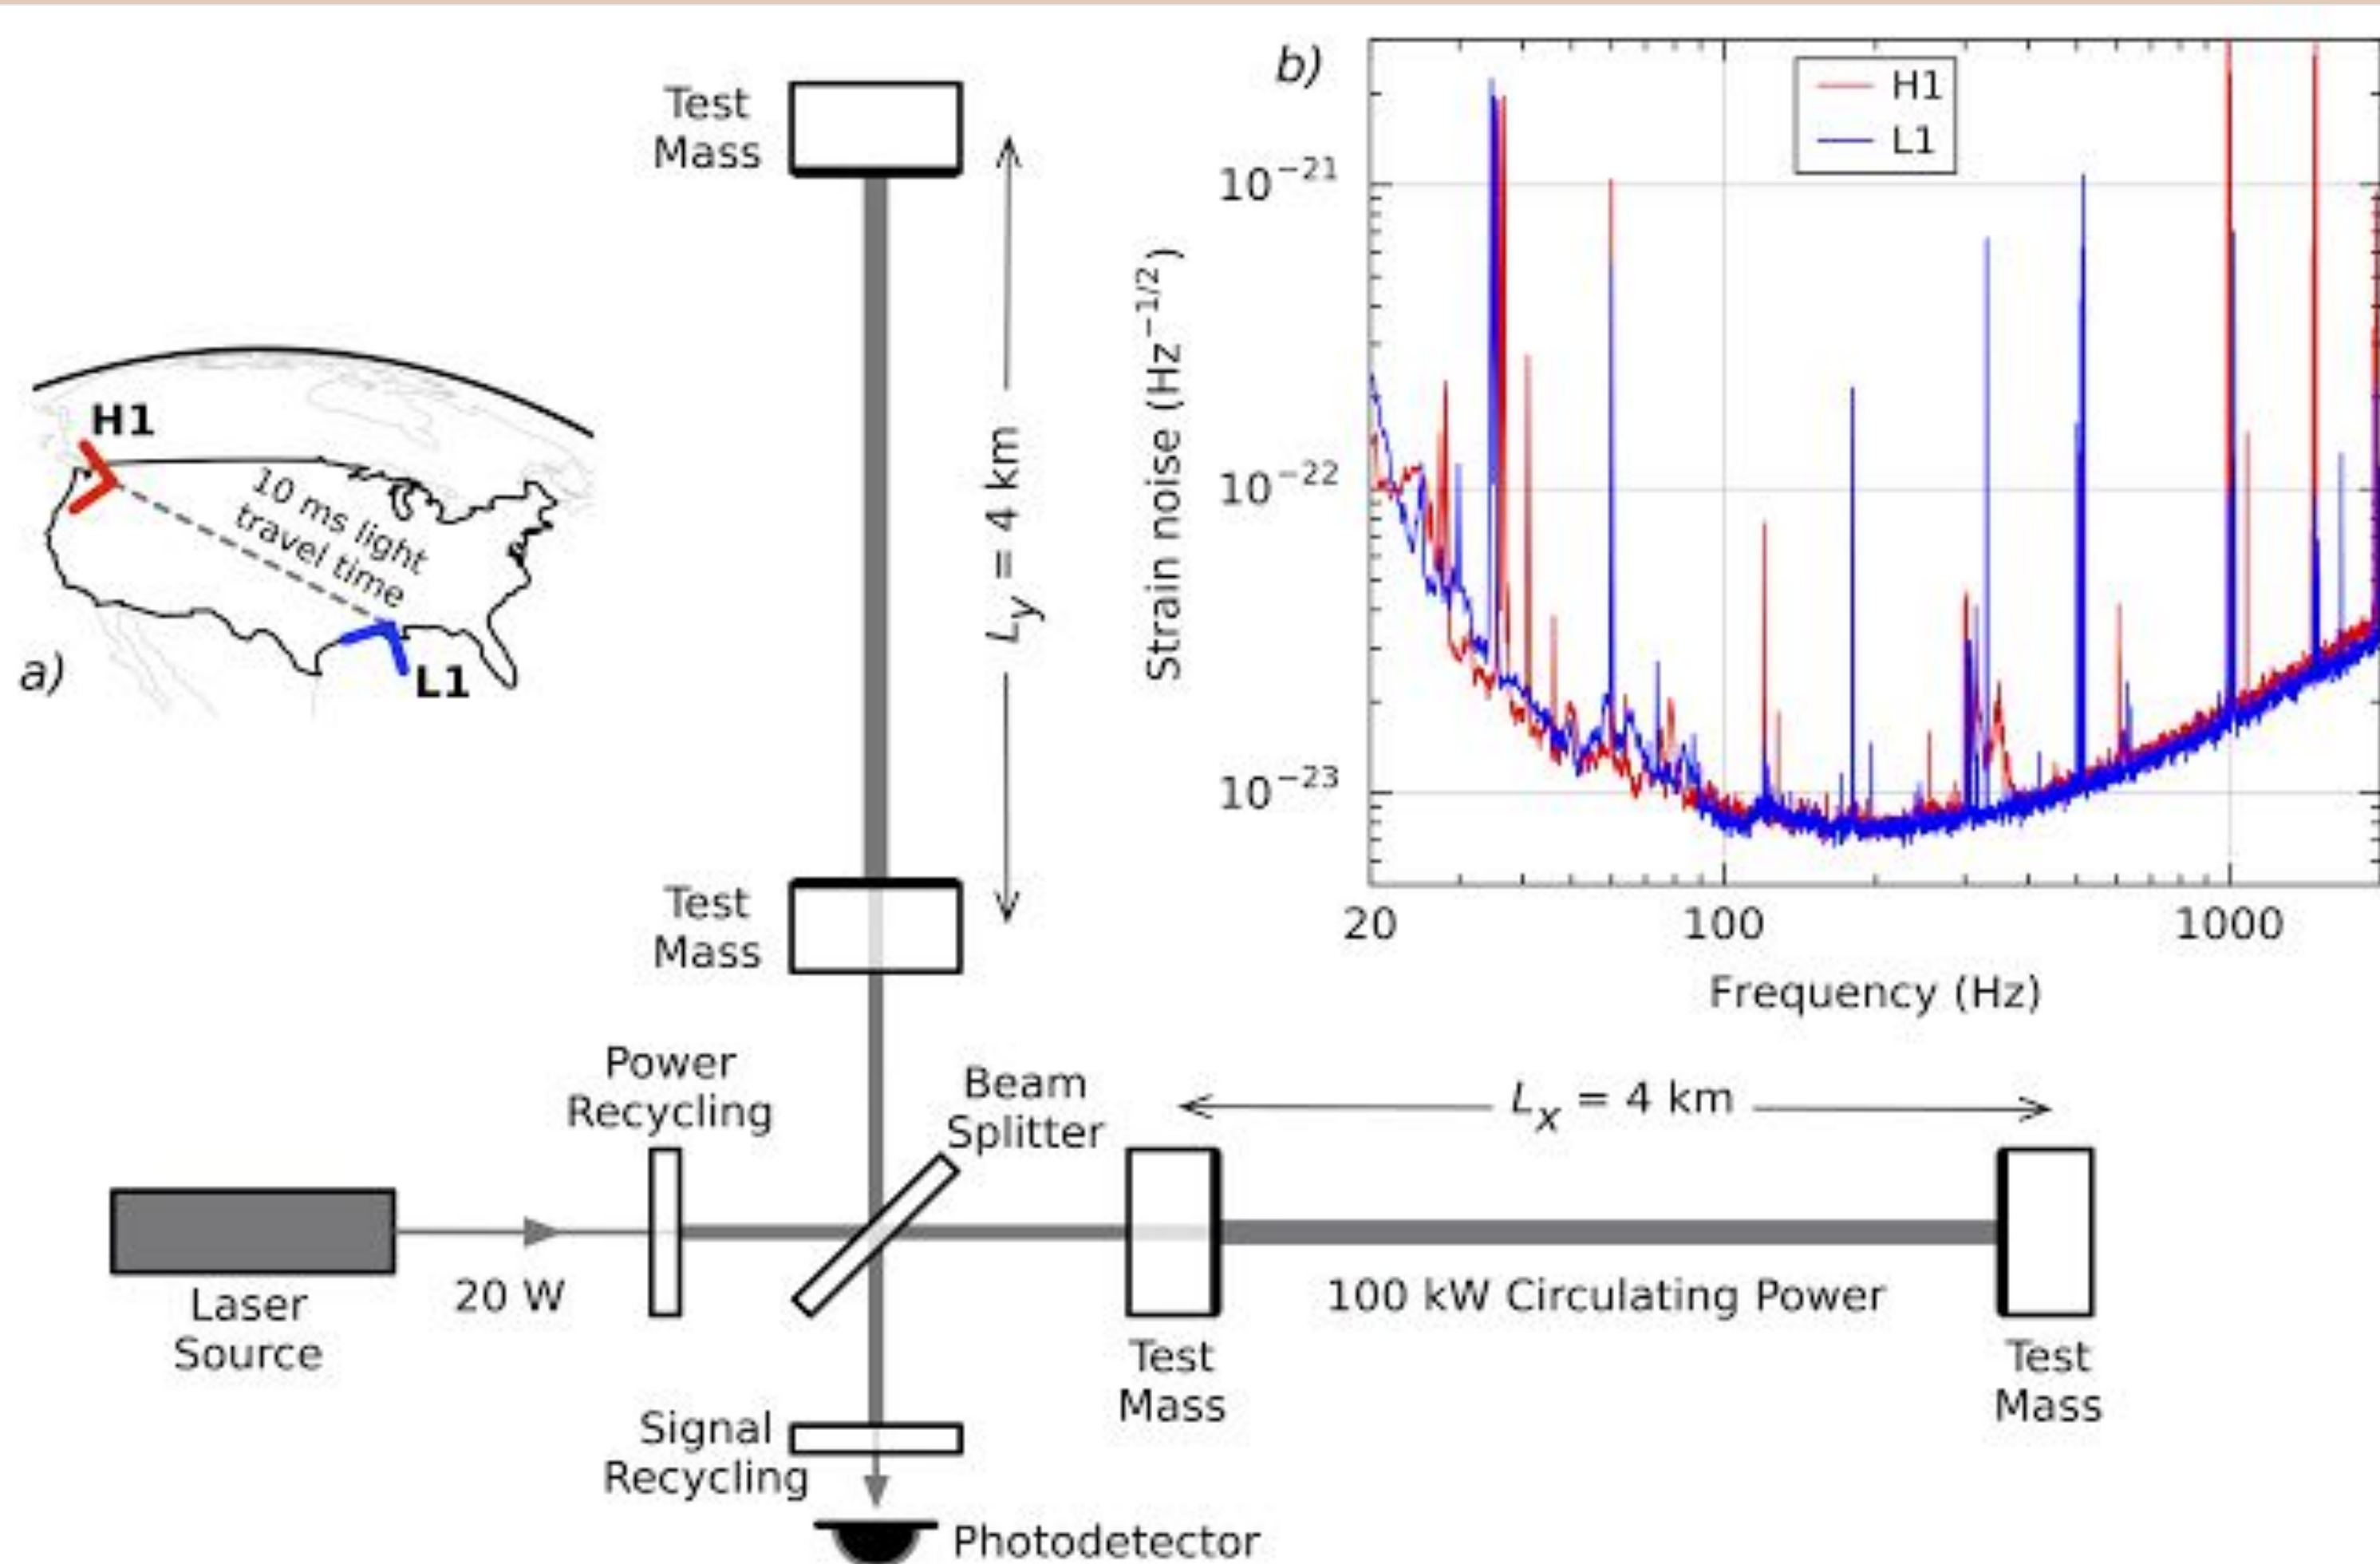 Test
Mass
H1
10 ms light
travel time
a)
L1
L_y = 4 km
b)
H1
L1
10^−21
10^−22
10^−23
Strain noise (Hz^−1/2)
20
100
1000
Frequency (Hz)
Test
Mass
Power
Recycling
Beam
Splitter
L_x = 4 km
Laser
Source
20 W
100 kW Circulating Power
Test
Mass
Test
Mass
Signal
Recycling
Photodetector